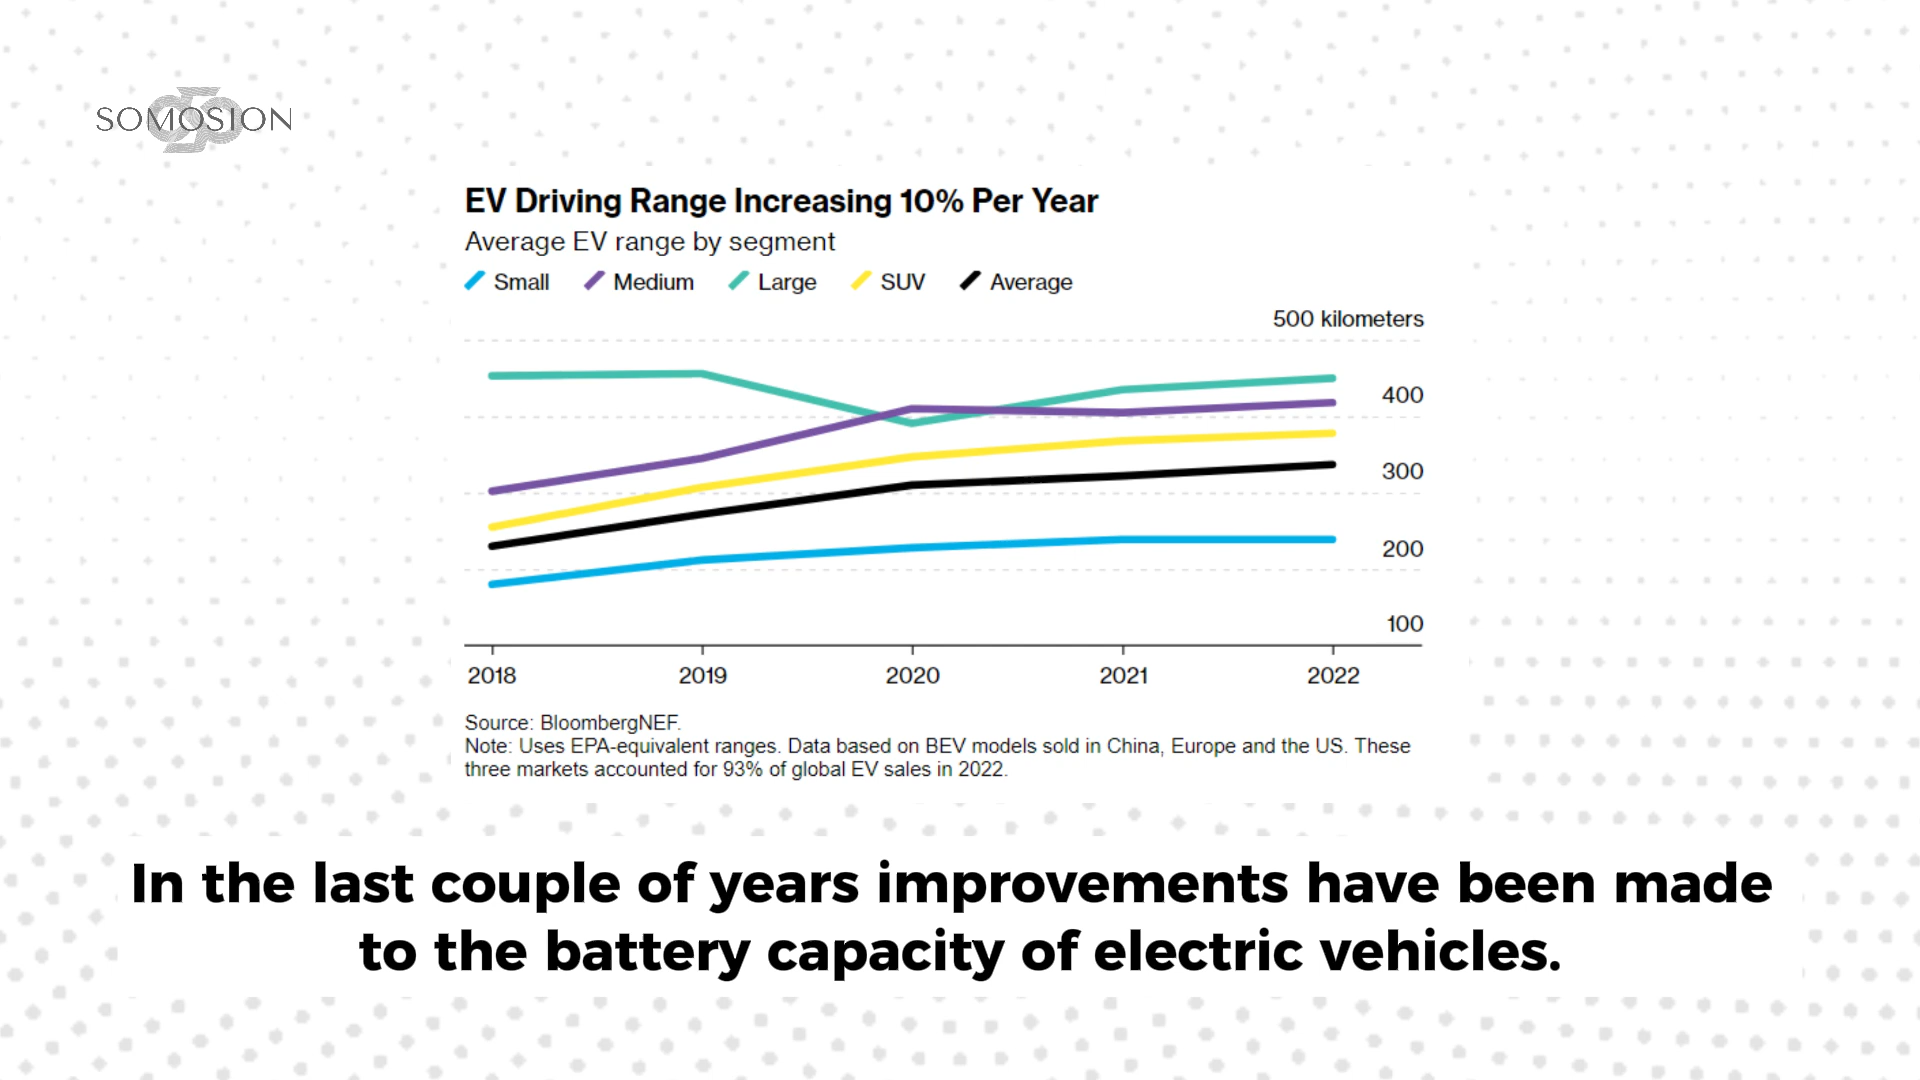 SOMOSION
EV Driving Range Increasing 10% Per Year
Average EV range by segment
Small Medium Large SUV Average
500 kilometers
400
300
200
100
2018 2019 2020 2021 2022
Source: BloombergNEF.
Note: Uses EPA-equivalent ranges. Data based on BEV models sold in China, Europe and the US. These
three markets accounted for 93% of global EV sales in 2022.
In the last couple of years improvements have been made
to the battery capacity of electric vehicles.